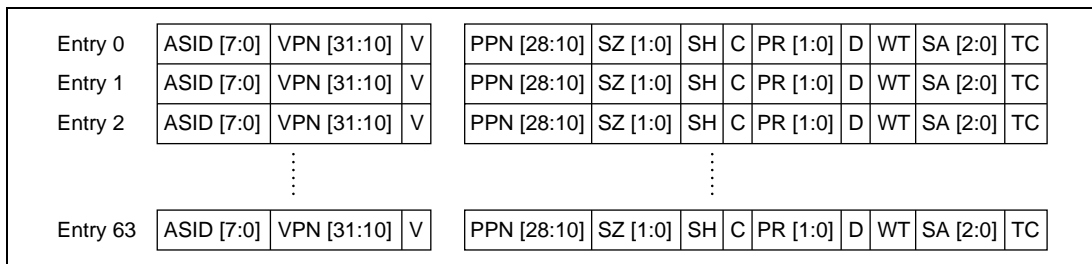 Entry 0 ASID [7:0] VPN [31:10] V PPN [28:10] SZ [1:0] SH C PR [1:0] D WT SA [2:0] TC
Entry 1 ASID [7:0] VPN [31:10] V PPN [28:10] SZ [1:0] SH C PR [1:0] D WT SA [2:0] TC
Entry 2 ASID [7:0] VPN [31:10] V PPN [28:10] SZ [1:0] SH C PR [1:0] D WT SA [2:0] TC
Entry 63 ASID [7:0] VPN [31:10] V PPN [28:10] SZ [1:0] SH C PR [1:0] D WT SA [2:0] TC